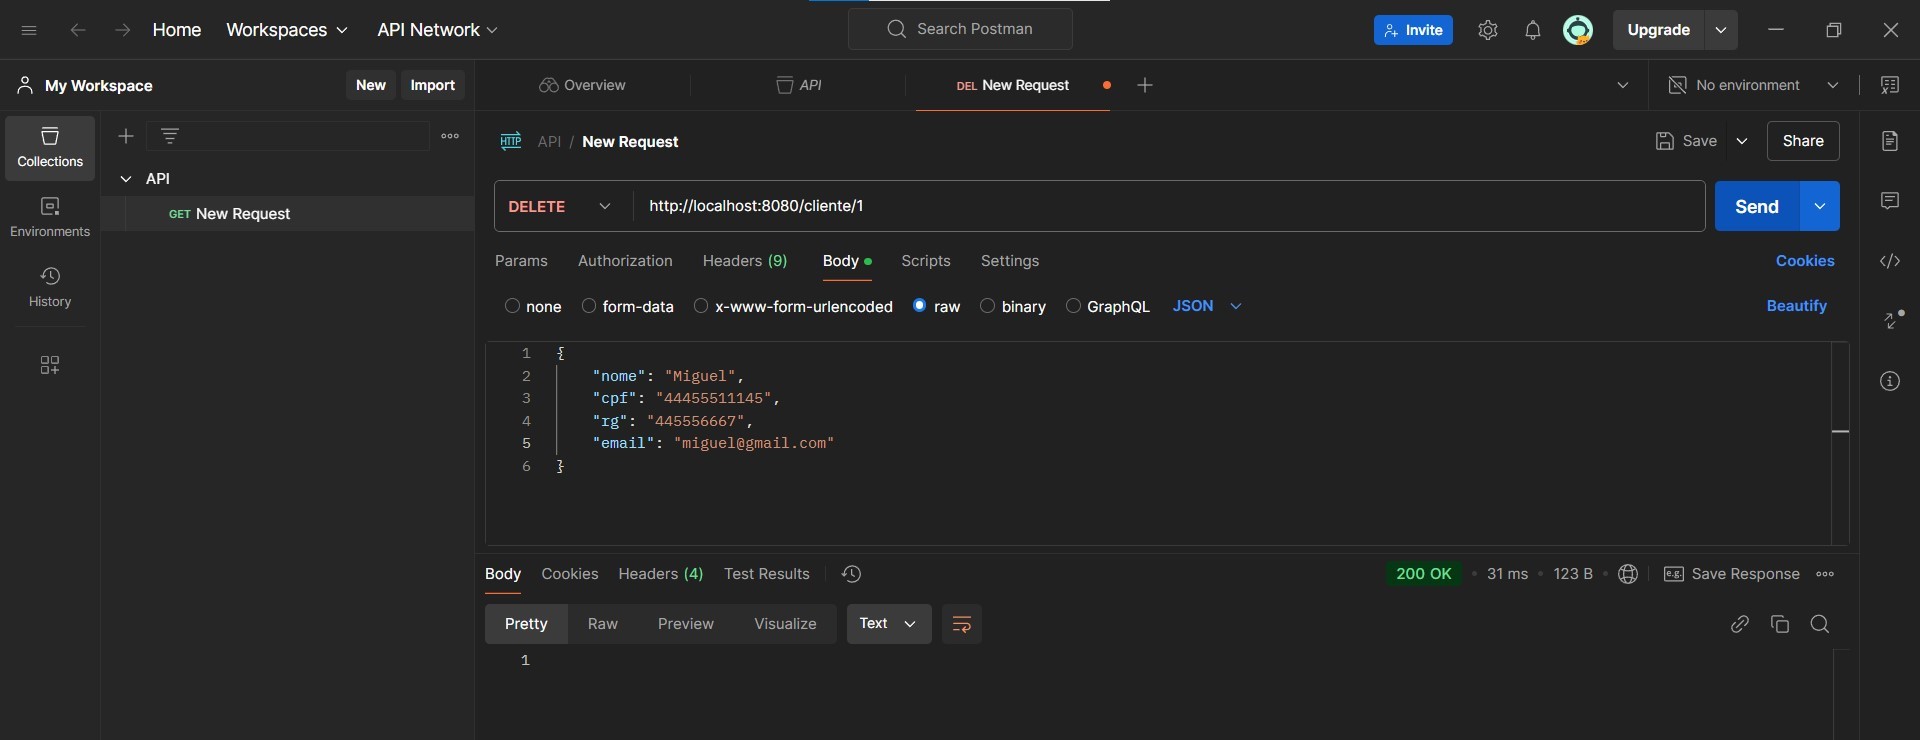 Home Workspaces API Network Search Postman Invite Upgrade
My Workspace New Import Overview API DEL New Request No environment
Collections
Environments
History
API
GET New Request
HTTP API / New Request Save Share
DELETE http://localhost:8080/cliente/1 Send
Params Authorization Headers (9) Body Scripts Settings Cookies
none form-data x-www-form-urlencoded raw binary GraphQL JSON Beautify
1 {
2 "nome": "Miguel",
3 "cpf": "44455511145",
4 "rg": "445556667",
5 "email": "miguel@gmail.com"
6 }
Body Cookies Headers (4) Test Results 200 OK • 31 ms • 123 B • e.g. Save Response
Pretty Raw Preview Visualize Text
1